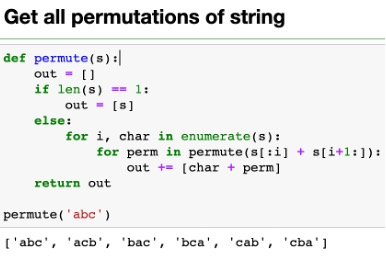 Get all permutations of string
def permute(s):
    out = []
    if len(s) == 1:
        out = [s]
    else:
        for i, char in enumerate(s):
            for perm in permute(s[:i] + s[i+1:]):
                out += [char + perm]
    return out
permute('abc')
['abc', 'acb', 'bac', 'bca', 'cab', 'cba']